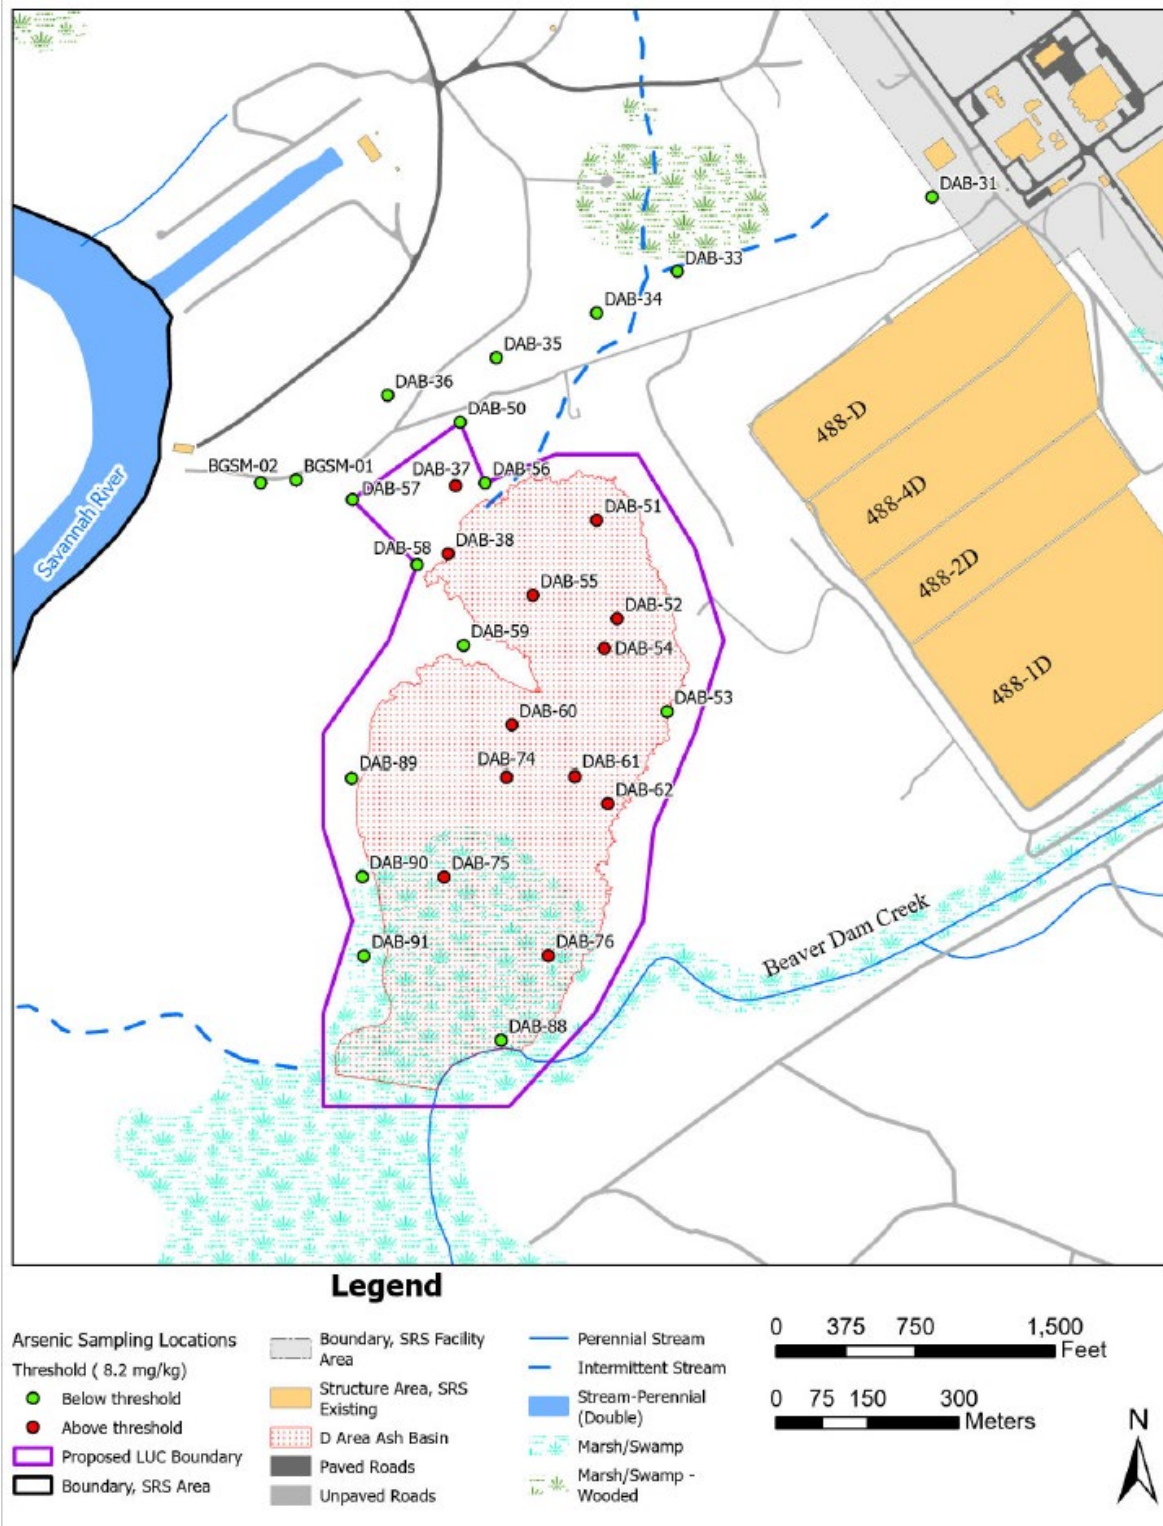 DAB-31
DAB-33
DAB-34
DAB-35
DAB-36
DAB-50
BGSM-02
BGSM-01
DAB-37
DAB-56
DAB-57
DAB-51
DAB-58
DAB-38
DAB-55
DAB-52
DAB-59
DAB-54
DAB-53
DAB-60
DAB-89
DAB-74
DAB-61
DAB-62
DAB-90
DAB-75
DAB-91
DAB-76
DAB-88
488-D
488-4D
488-2D
488-1D
Savannah River
Beaver Dam Creek
Legend
Arsenic Sampling Locations
Threshold ( 8.2 mg/kg)
Below threshold
Above threshold
Proposed LUC Boundary
Boundary, SRS Area
Boundary, SRS Facility
Area
Structure Area, SRS
Existing
D Area Ash Basin
Paved Roads
Unpaved Roads
Perennial Stream
Intermittent Stream
Stream-Perennial
(Double)
Marsh/Swamp
Marsh/Swamp -
Wooded
0 375 750 1,500
Feet
0 75 150 300
Meters
N